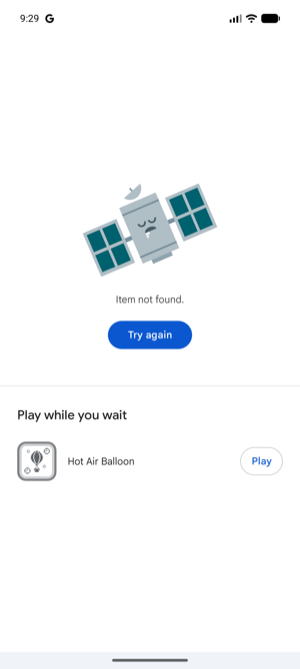 9:29 G
Item not found.
Try again
Play while you wait
Hot Air Balloon
Play